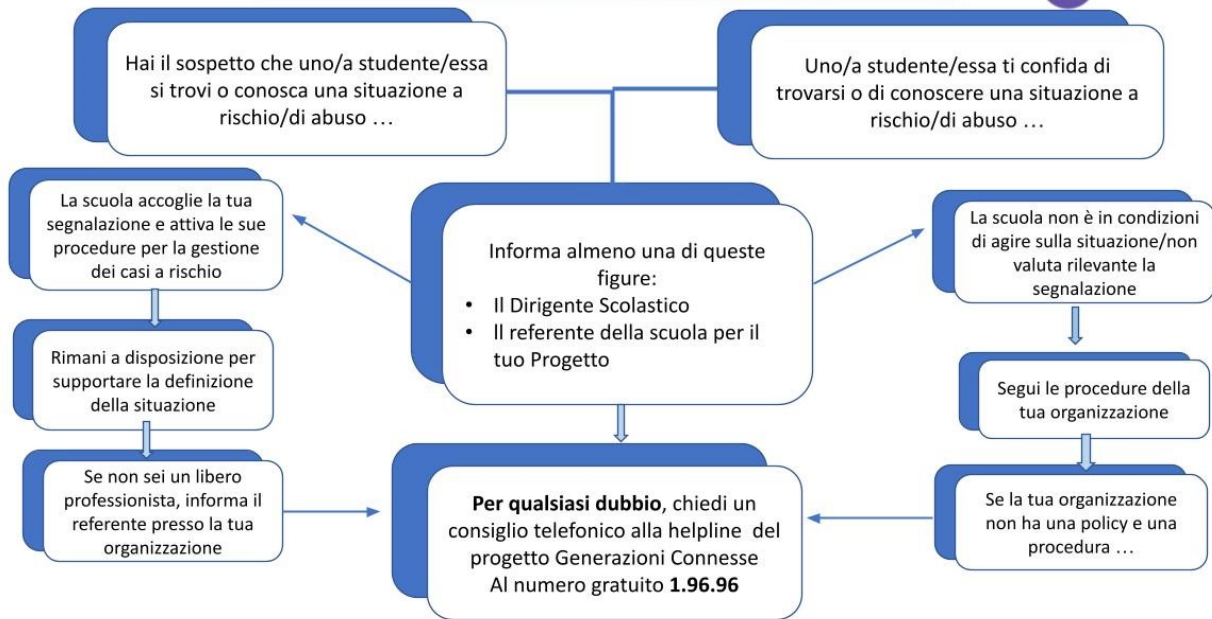 Hai il sospetto che uno/a studente/essa
si trovi o conosca una situazione a
rischio/di abuso …
Uno/a studente/essa ti confida di
trovarsi o di conoscere una situazione a
rischio/di abuso …
La scuola accoglie la tua
segnalazione e attiva le sue
procedure per la gestione
dei casi a rischio
Informa almeno una di queste
figure:
• Il Dirigente Scolastico
• Il referente della scuola per il
tuo Progetto
La scuola non è in condizioni
di agire sulla situazione/non
valuta rilevante la
segnalazione
Rimani a disposizione per
supportare la definizione
della situazione
Segui le procedure della
tua organizzazione
Se non sei un libero
professionista, informa il
referente presso la tua
organizzazione
Per qualsiasi dubbio, chiedi un
consiglio telefonico alla helpline del
progetto Generazioni Connesse
Al numero gratuito 1.96.96
Se la tua organizzazione
non ha una policy e una
procedura …